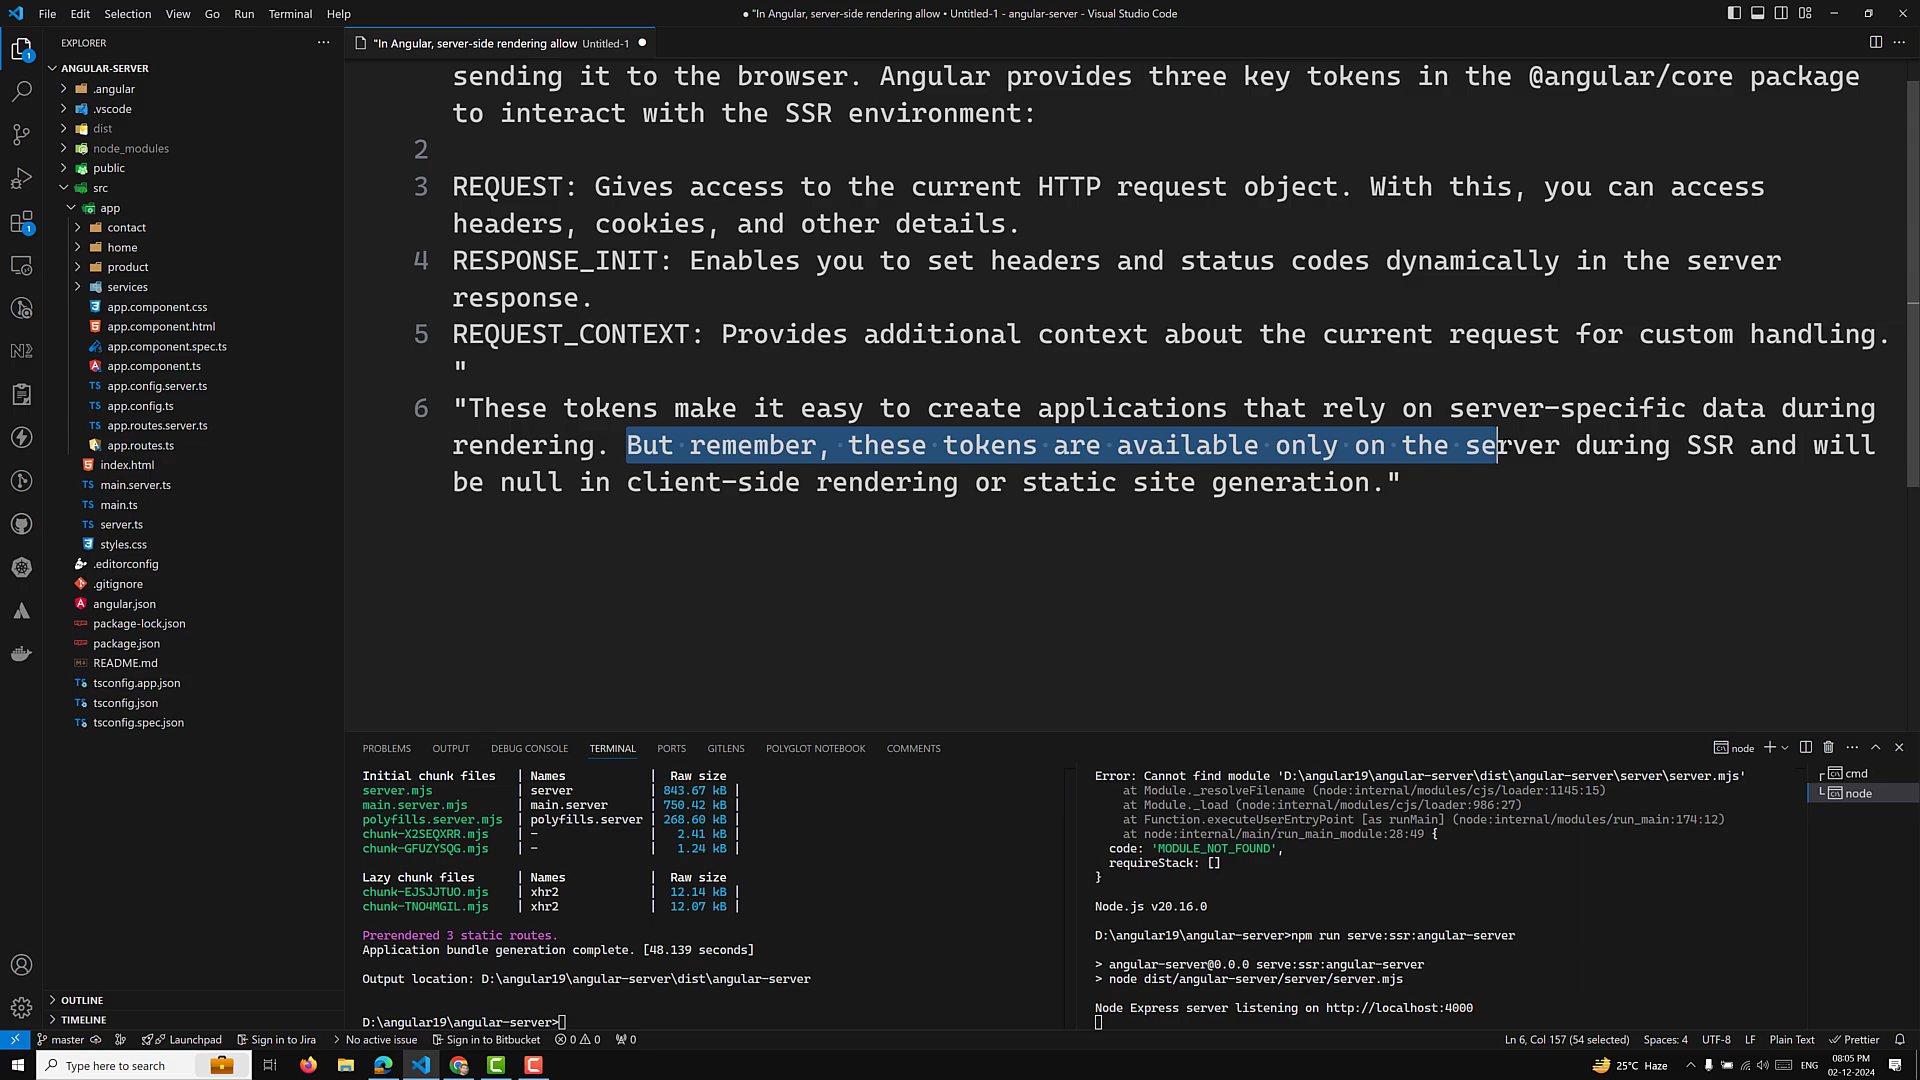 File Edit Selection View Go Run Terminal Help
● "In Angular, server-side rendering allow • Untitled-1 - angular-server - Visual Studio Code
EXPLORER
ANGULAR-SERVER
.angular
.vscode
dist
node_modules
public
src
app
contact
home
product
services
app.component.css
app.component.html
app.component.spec.ts
app.component.ts
app.config.server.ts
app.config.ts
app.routes.server.ts
app.routes.ts
index.html
main.server.ts
main.ts
server.ts
styles.css
.editorconfig
.gitignore
angular.json
package-lock.json
package.json
README.md
tsconfig.app.json
tsconfig.json
tsconfig.spec.json
OUTLINE
TIMELINE
"In Angular, server-side rendering allow Untitled-1 ●
sending it to the browser. Angular provides three key tokens in the @angular/core package
to interact with the SSR environment:
2
3 REQUEST: Gives access to the current HTTP request object. With this, you can access
headers, cookies, and other details.
4 RESPONSE_INIT: Enables you to set headers and status codes dynamically in the server
response.
5 REQUEST_CONTEXT: Provides additional context about the current request for custom handling.
"
6 "These tokens make it easy to create applications that rely on server-specific data during
rendering. But remember, these tokens are available only on the server during SSR and will
be null in client-side rendering or static site generation."
PROBLEMS OUTPUT DEBUG CONSOLE TERMINAL PORTS GITLENS POLYGLOT NOTEBOOK COMMENTS
node
Initial chunk files | Names | Raw size
server.mjs | server | 843.67 kB |
main.server.mjs | main.server | 750.42 kB |
polyfills.server.mjs | polyfills.server | 268.60 kB |
chunk-X2SEQXRR.mjs | - | 2.41 kB |
chunk-GFUZYSQG.mjs | - | 1.24 kB |
Lazy chunk files | Names | Raw size
chunk-EJSJJTUO.mjs | xhr2 | 12.14 kB |
chunk-TNO4MGIL.mjs | xhr2 | 12.07 kB |
Prerendered 3 static routes.
Application bundle generation complete. [48.139 seconds]
Output location: D:\angular19\angular-server\dist\angular-server
D:\angular19\angular-server>
Error: Cannot find module 'D:\angular19\angular-server\dist\angular-server\server\server.mjs'
at Module._resolveFilename (node:internal/modules/cjs/loader:1145:15)
at Module._load (node:internal/modules/cjs/loader:986:27)
at Function.executeUserEntryPoint [as runMain] (node:internal/modules/run_main:174:12)
at node:internal/main/run_main_module:28:49 {
code: 'MODULE_NOT_FOUND',
requireStack: []
}
Node.js v20.16.0
D:\angular19\angular-server>npm run serve:ssr:angular-server
> angular-server@0.0.0 serve:ssr:angular-server
> node dist/angular-server/server/server.mjs
Node Express server listening on http://localhost:4000
cmd
node
master Launchpad Sign in to Jira No active issue Sign in to Bitbucket 0 0 0
Ln 6, Col 157 (54 selected) Spaces: 4 UTF-8 LF Plain Text Prettier
Type here to search
25°C Haze
ENG
08:05 PM
02-12-2024